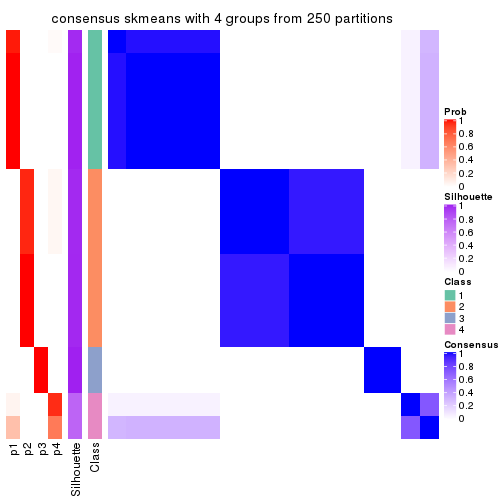 consensus skmeans with 4 groups from 250 partitions
Prob
1
0.8
0.6
0.4
0.2
0
Silhouette
1
0.8
0.6
0.4
0.2
0
Class
1
2
3
4
Consensus
1
0.8
0.6
0.4
0.2
0
p1
p2
p3
p4
Silhouette
Class